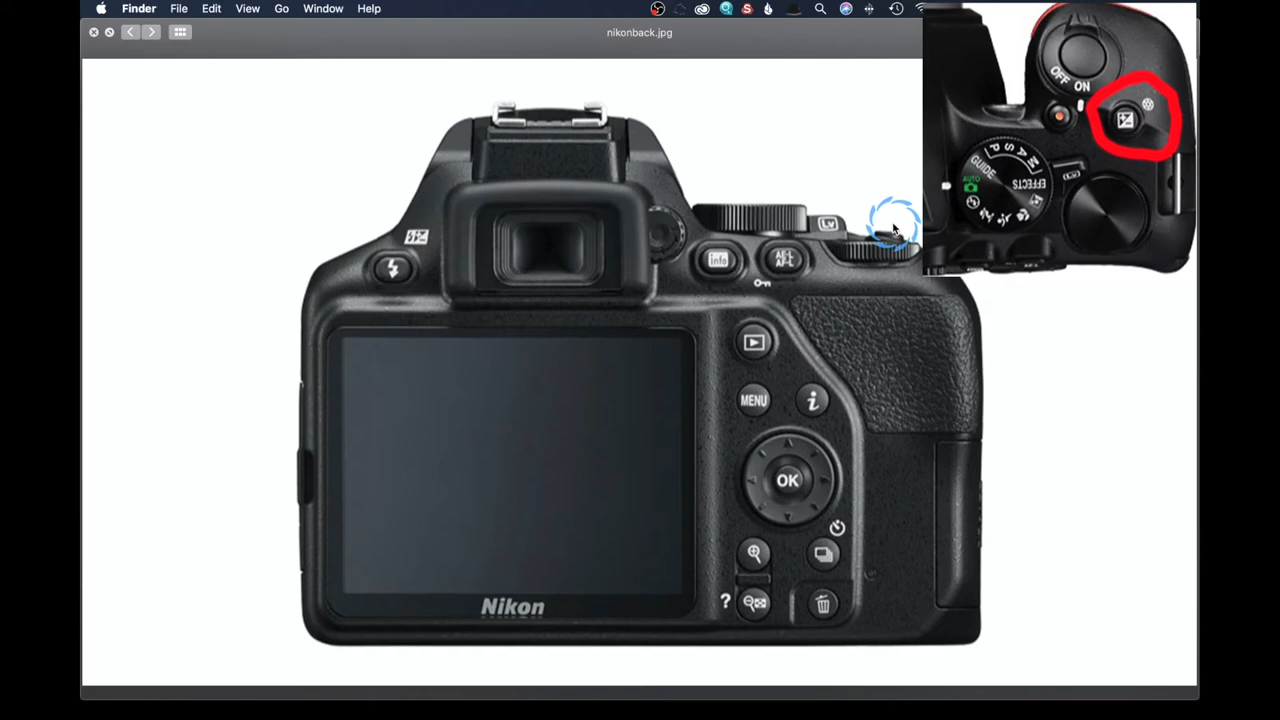 Finder File Edit View Go Window Help
nikonback.jpg
OFF ON
P S A M
GUIDE
AUTO
EFFECTS
Lv
Lv
info
AE-L
AF-L
MENU
i
OK
?
Nikon